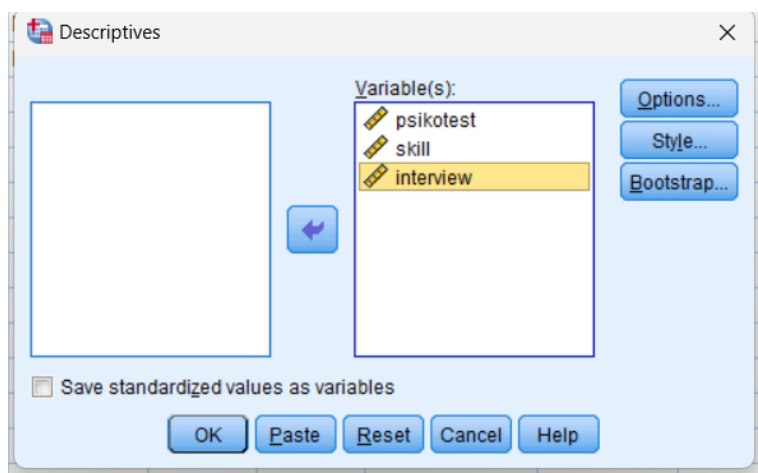 Descriptives
Variable(s):
psikotest
skill
interview
Options...
Style...
Bootstrap...
Save standardized values as variables
OK Paste Reset Cancel Help